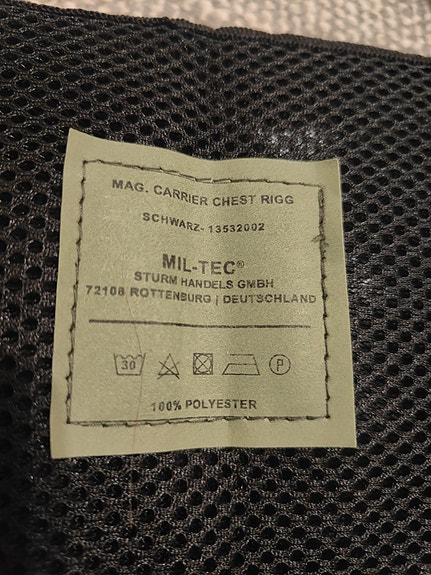 MAG. CARRIER CHEST RIGG
SCHWARZ- 13532002
MIL-TEC®
STURM HANDELS GMBH
72108 ROTTENBURG | DEUTSCHLAND
30 P
100% POLYESTER